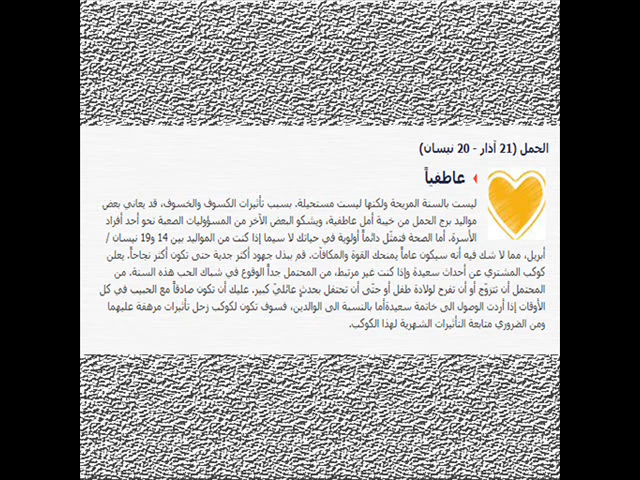 الحمل (21 آذار - 20 نيسان)
عاطفياً
ليست بالسنة المريحة ولكنها ليست مستحيلة. بسبب تأثيرات الكسوف والخسوف، قد يعاني بعض
مواليد برج الحمل من خيبة أمل عاطفية، ويشكو البعض الآخر من المسؤوليات الصعبة نحو أحد أفراد
الأسرة. أما الصحة فتمثّل دائماً أولوية في حياتك لا سيما إذا كنت من المواليد بين 14 و19 نيسان /
أبريل، مما لا شك فيه أنه سيكون عاماً يمنحك القوة والمكافآت. قم ببذل جهود أكثر جدية حتى تكون أكثر نجاحاً. يعلن
كوكب المشتري عن أحداث سعيدة وإذا كنت غير مرتبط، من المحتمل جداً الوقوع في شباك الحب هذه السنة. من
المحتمل أن تتزوّج أو أن تفرح لولادة طفل أو حتّى أن تحتفل بحدثٍ عائليّ كبير. عليك أن تكون صادقاً مع الحبيب في كل
الأوقات إذا أردت الوصول الى خاتمة سعيدةأما بالنسبة الى الوالدين، فسوف تكون لكوكب زحل تأثيرات مرهقة عليهما
ومن الضروري متابعة التأثيرات الشهرية لهذا الكوكب.